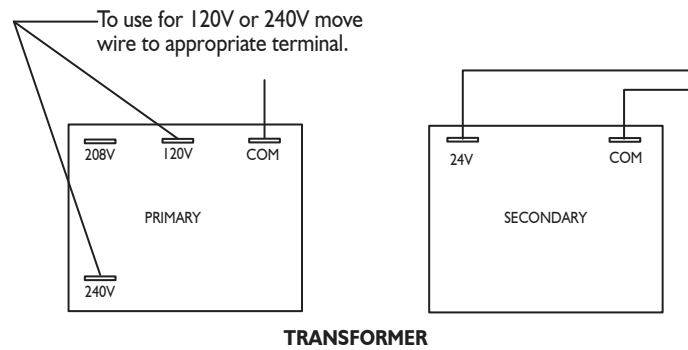 To use for 120V or 240V move
wire to appropriate terminal.
208V 120V COM
PRIMARY
240V
24V COM
SECONDARY
TRANSFORMER